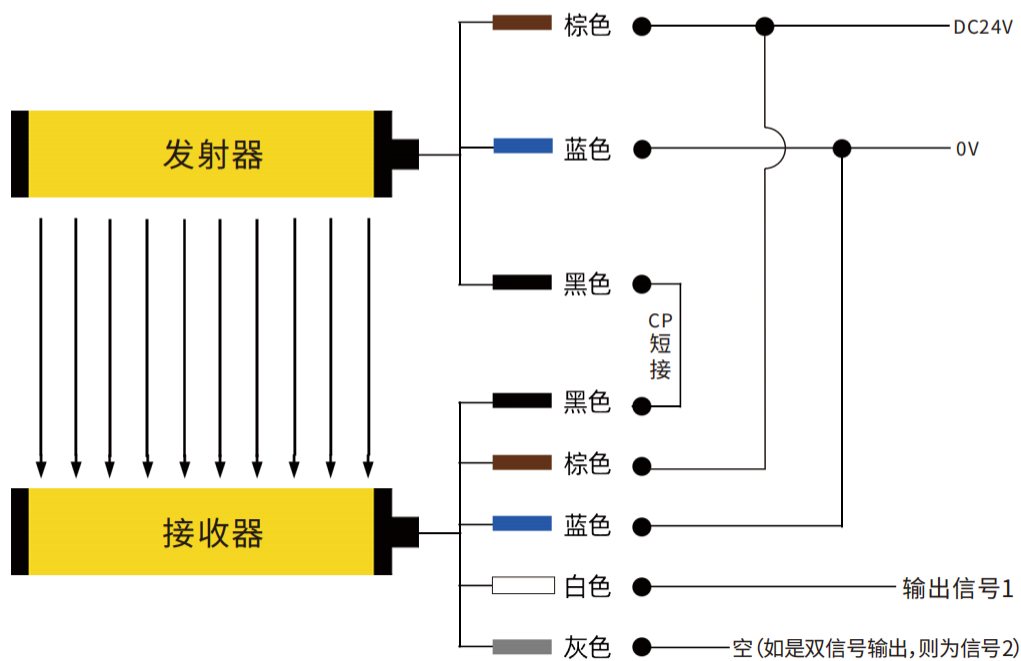 棕色
DC24V
发射器
蓝色
0V
黑色
CP
短
接
黑色
棕色
接收器
蓝色
白色
输出信号1
灰色
空(如是双信号输出,则为信号2)